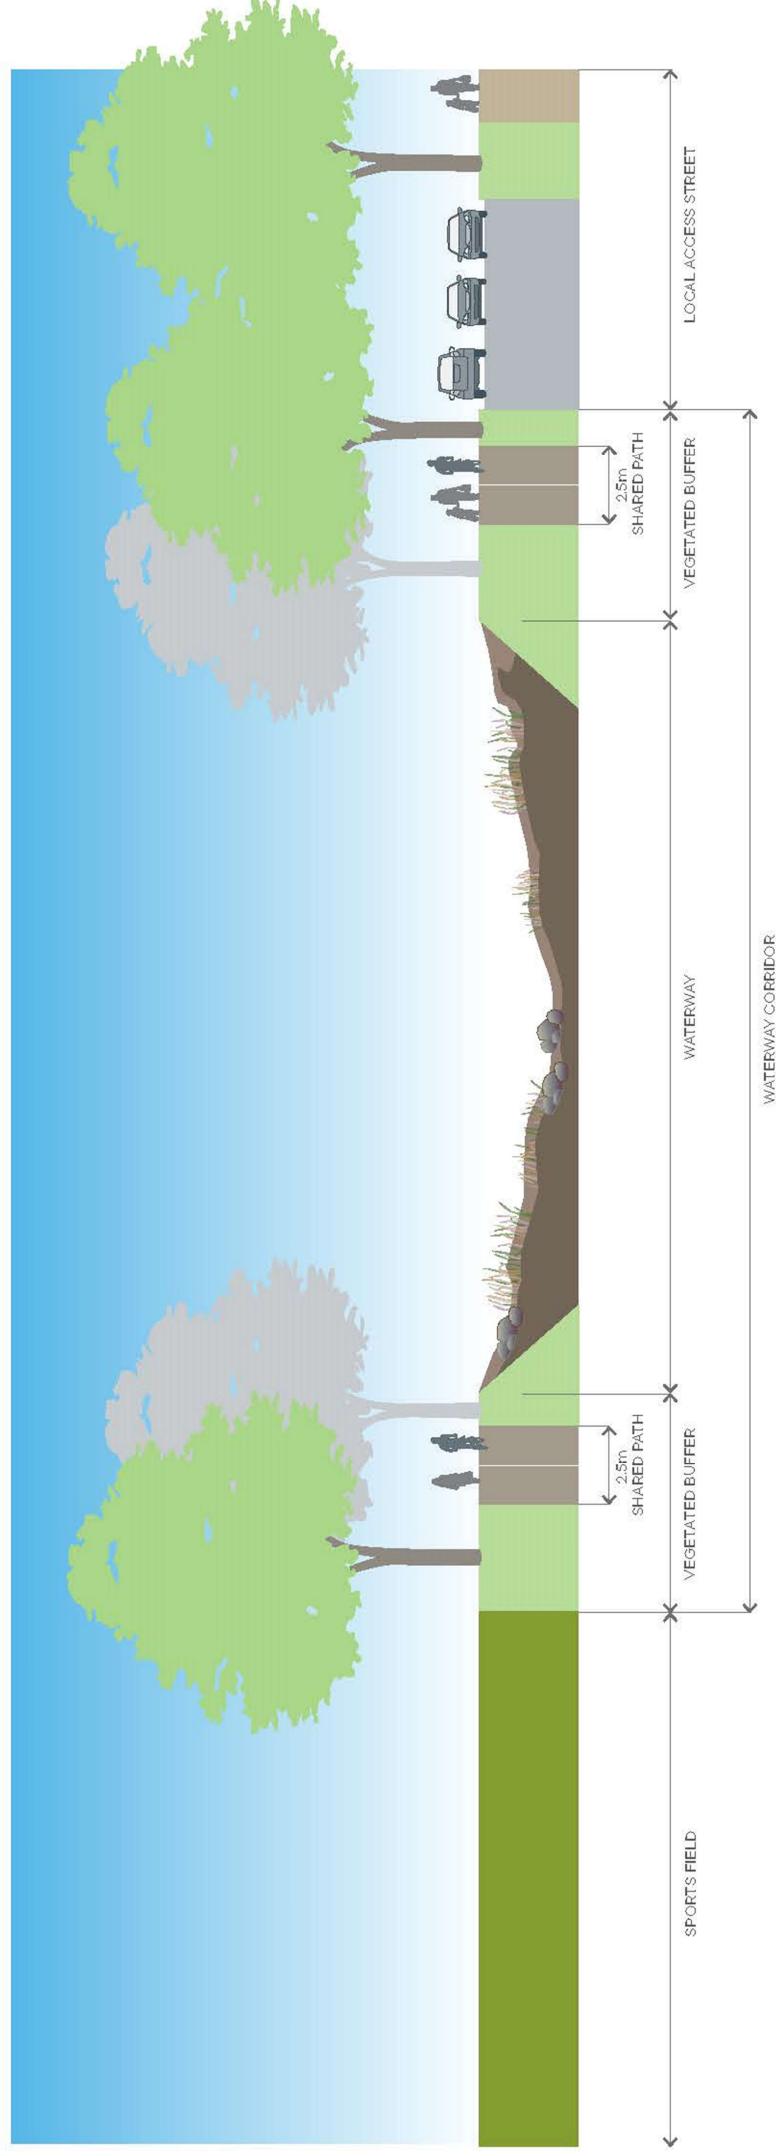 2.5m
SHARED PATH
2.5m
SHARED PATH
SPORTS FIELD
VEGETATED BUFFER
WATERWAY
VEGETATED BUFFER
LOCAL ACCESS STREET
WATERWAY CORRIDOR